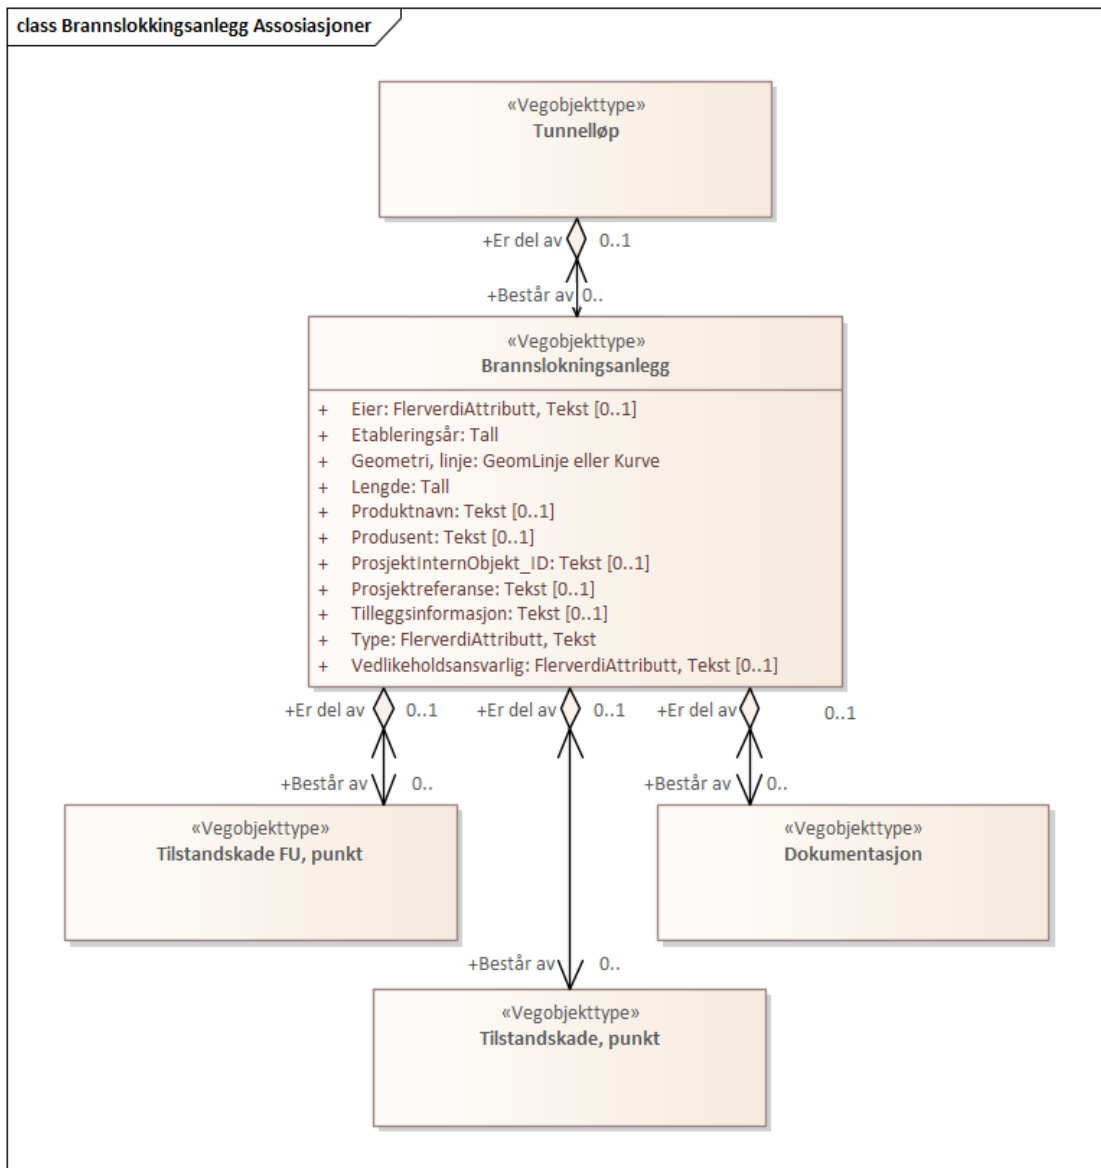 class Brannslokkingsanlegg Assosiasjoner
«Vegobjekttype»
Tunnelløp
+Er del av 0..1
+Består av 0..
«Vegobjekttype»
Brannslokningsanlegg
+ Eier: FlerverdiAttributt, Tekst [0..1]
+ Etableringsår: Tall
+ Geometri, linje: GeomLinje eller Kurve
+ Lengde: Tall
+ Produktnavn: Tekst [0..1]
+ Produsent: Tekst [0..1]
+ ProsjektInternObjekt_ID: Tekst [0..1]
+ Prosjektreferanse: Tekst [0..1]
+ Tilleggsinformasjon: Tekst [0..1]
+ Type: FlerverdiAttributt, Tekst
+ Vedlikeholdsansvarlig: FlerverdiAttributt, Tekst [0..1]
+Er del av 0..1 +Er del av 0..1 +Er del av 0..1
+Består av 0.. +Består av 0..
«Vegobjekttype»
Tilstandskade FU, punkt
«Vegobjekttype»
Dokumentasjon
+Består av 0..
«Vegobjekttype»
Tilstandskade, punkt